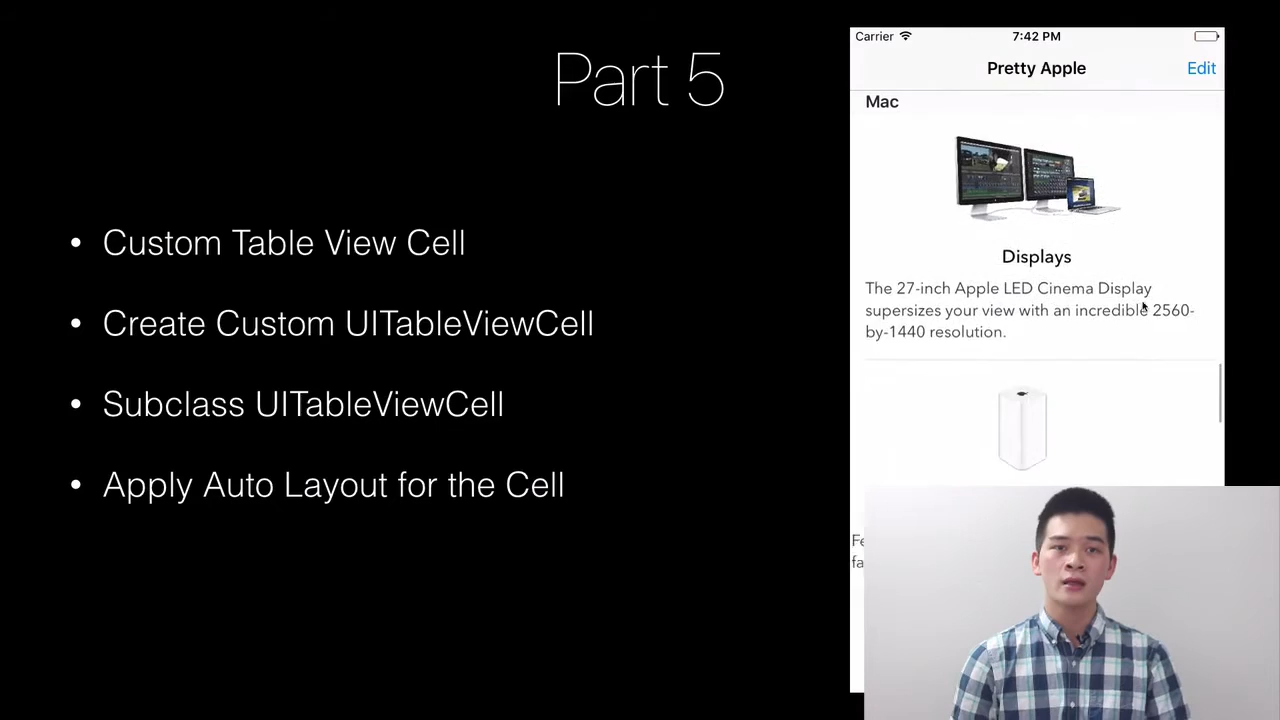 Part 5
• Custom Table View Cell
• Create Custom UITableViewCell
• Subclass UITableViewCell
• Apply Auto Layout for the Cell
Carrier 7:42 PM
Pretty Apple Edit
Mac
Displays
The 27-inch Apple LED Cinema Display
supersizes your view with an incredible 2560-
by-1440 resolution.